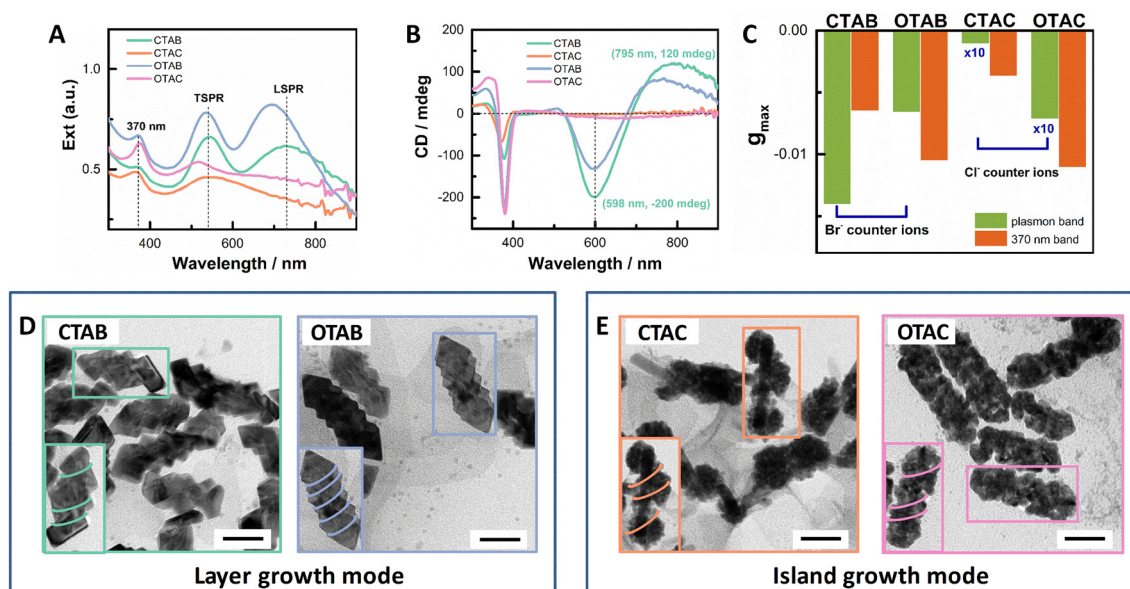 A
CTAB
CTAC
OTAB
OTAC
1.0
0.5
Ext (a.u.)
370 nm
TSPR
LSPR
400
600
800
Wavelength / nm
B
CTAB
CTAC
OTAB
OTAC
(795 nm, 120 mdeg)
200
100
0
-100
-200
CD / mdeg
(598 nm, -200 mdeg)
400
600
800
Wavelength / nm
C
CTAB OTAB CTAC OTAC
0.00
-0.01
gmax
x10
x10
Cl- counter ions
Br- counter ions
plasmon band
370 nm band
D
CTAB
OTAB
Layer growth mode
E
CTAC
OTAC
Island growth mode